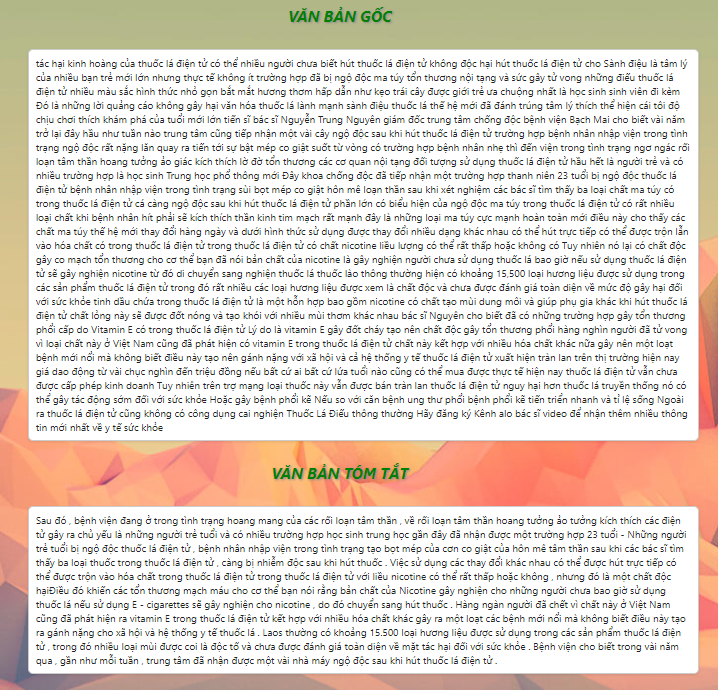 VĂN BẢN GỐC
tác hại kinh hoàng của thuốc lá điện tử có thể nhiều người chưa biết hút thuốc lá điện tử không độc hại hút thuốc lá điện tử cho Sành điệu là tâm lý
của nhiều bạn trẻ mới lớn nhưng thực tế không ít trường hợp đã bị ngộ độc ma túy tổn thương nội tạng và sức gây tử vong những điếu thuốc lá
điện tử nhiều màu sắc hình thức nhỏ gọn bắt mắt hương thơm hấp dẫn như kẹo trái cây được giới trẻ ưa chuộng nhất là học sinh sinh viên đi kèm
Đó là những lời quảng cáo không gây hại văn hóa thuốc lá lành mạnh sành điệu thuốc lá thế hệ mới đã đánh trúng tâm lý thích thể hiện cái tôi độ
chịu chơi thích khám phá của tuổi mới lớn tiến sĩ bác sĩ Nguyễn Trung Nguyên giám đốc trung tâm chống độc bệnh viện Bạch Mai cho biết vài năm
trở lại đây hầu như tuần nào trung tâm cũng tiếp nhận một vài cây ngộ độc sau khi hút thuốc lá điện tử trường hợp bệnh nhân nhập viện trong tình
trạng ngộ độc rất nặng lăn quay ra tiến tới sự bật mép co giật suốt từ vòng có trường hợp bệnh nhân nhẹ thì đến viện trong tình trạng ngơ ngác rối
loạn tâm thần hoang tưởng ảo giác kích thích lờ đờ tổn thương các cơ quan nội tạng đối tượng sử dụng thuốc lá điện tử hầu hết là người trẻ và có
nhiều trường hợp là học sinh Trung học phổ thông mới Đây khoa chống độc đã tiếp nhận một trường hợp thanh niên 23 tuổi bị ngộ độc thuốc lá
điện tử bệnh nhân nhập viện trong tình trạng sùi bọt mép co giật hôn mê loạn thần sau khi xét nghiệm các bác sĩ tìm thấy ba loại chất ma túy có
trong thuốc lá điện tử cá càng ngộ độc sau khi hút thuốc lá điện tử phần lớn có biểu hiện của ngộ độc ma túy trong thuốc lá điện tử có rất nhiều
loại chất khi bệnh nhân hít phải sẽ kích thích thần kinh tim mạch rất mạnh đây là những loại ma túy cực mạnh hoàn toàn mới điều này cho thấy các
chất ma túy thế hệ mới thay đổi hàng ngày và dưới hình thức sử dụng được thay đổi nhiều dạng khác nhau có thể hút trực tiếp có thể được trộn lẫn
vào hóa chất có trong thuốc lá điện tử trong thuốc lá điện tử có chất nicotine liều lượng có thể rất thấp hoặc không có Tuy nhiên nó lại có chất độc
gây co mạch tổn thương cho cơ thể bạn đã nói bản chất của nicotine là gây nghiện người chưa sử dụng thuốc lá bao giờ nếu sử dụng thuốc lá điện
tử sẽ gây nghiện nicotine từ đó di chuyển sang nghiện thuốc lá thuốc lào thông thường hiện có khoảng 15,500 loại hương liệu được sử dụng trong
các sản phẩm thuốc lá điện tử trong đó rất nhiều các loại hương liệu được xem là chất độc và chưa được đánh giá toàn diện về mức độ gây hại đối
với sức khỏe tinh dầu chứa trong thuốc lá điện tử là một hỗn hợp bao gồm nicotine có chất tạo mùi dung môi và giúp phụ gia khác khi hút thuốc lá
điện tử chất lỏng này sẽ được đốt nóng và tạo khói với nhiều mùi thơm khác nhau bác sĩ Nguyên cho biết đã có những trường hợp gây tổn thương
phổi cấp do Vitamin E có trong thuốc lá điện tử Lý do là vitamin E gây đốt cháy tạo nên chất độc gây tổn thương phổi hàng nghìn người đã tử vong
vì loại chất này ở Việt Nam cũng đã phát hiện có vitamin E trong thuốc lá điện tử chất này kết hợp với nhiều hóa chất khác nữa gây nên một loạt
bệnh mới nổi mà không biết điều này tạo nên gánh nặng với xã hội và cả hệ thống y tế thuốc lá điện tử xuất hiện tràn lan trên thị trường hiện nay
giá dao động từ vài chục nghìn đến triệu đồng nếu bất cứ ai bất cứ lứa tuổi nào cũng có thể mua được thực tế hiện nay thuốc lá điện tử vẫn chưa
được cấp phép kinh doanh Tuy nhiên trên trợ mạng loại thuốc này vẫn được bán tràn lan thuốc lá điện tử nguy hại hơn thuốc lá truyền thống nó có
thể gây tác động sớm đối với sức khỏe Hoặc gây bệnh phổi kẽ Nếu so với căn bệnh ung thư phổi bệnh phổi kẽ tiến triển nhanh và tỉ lệ sống Ngoài
ra thuốc lá điện tử cũng không có công dụng cai nghiện Thuốc Lá Điếu thông thường Hãy đăng ký Kênh alo bác sĩ video để nhận thêm nhiều thông
tin mới nhất về y tế sức khỏe
VĂN BẢN TÓM TẮT
Sau đó , bệnh viện đang ở trong tình trạng hoang mang của các rối loạn tâm thần , về rối loạn tâm thần hoang tưởng ảo tưởng kích thích các điện
tử gây ra chủ yếu là những người trẻ tuổi và có nhiều trường hợp học sinh trung học gần đây đã nhận được một trường hợp 23 tuổi - Những người
trẻ tuổi bị ngộ độc thuốc lá điện tử , bệnh nhân nhập viện trong tình trạng tạo bọt mép của cơn co giật của hôn mê tâm thần sau khi các bác sĩ tìm
thấy ba loại thuốc trong thuốc lá điện tử , càng bị nhiễm độc sau khi hút thuốc . Việc sử dụng các thay đổi khác nhau có thể được hút trực tiếp có
thể được trộn vào hóa chất trong thuốc lá điện tử trong thuốc lá điện tử với liều nicotine có thể rất thấp hoặc không , nhưng đó là một chất độc
hạiĐiều đó khiến các tổn thương mạch máu cho cơ thể bạn nói rằng bản chất của Nicotine gây nghiện cho những người chưa bao giờ sử dụng
thuốc lá nếu sử dụng E - cigarettes sẽ gây nghiện cho nicotine , do đó chuyển sang hút thuốc . Hàng ngàn người đã chết vì chất này ở Việt Nam
cũng đã phát hiện ra vitamin E trong thuốc lá điện tử kết hợp với nhiều hóa chất khác gây ra một loạt các bệnh mới nổi mà không biết điều này tạo
ra gánh nặng cho xã hội và hệ thống y tế thuốc lá . Laos thường có khoảng 15.500 loại hương liệu được sử dụng trong các sản phẩm thuốc lá điện
tử , trong đó nhiều loại mùi được coi là độc tố và chưa được đánh giá toàn diện về mặt tác hại đối với sức khỏe . Bệnh viện cho biết trong vài năm
qua , gần như mỗi tuần , trung tâm đã nhận được một vài nhà máy ngộ độc sau khi hút thuốc lá điện tử .